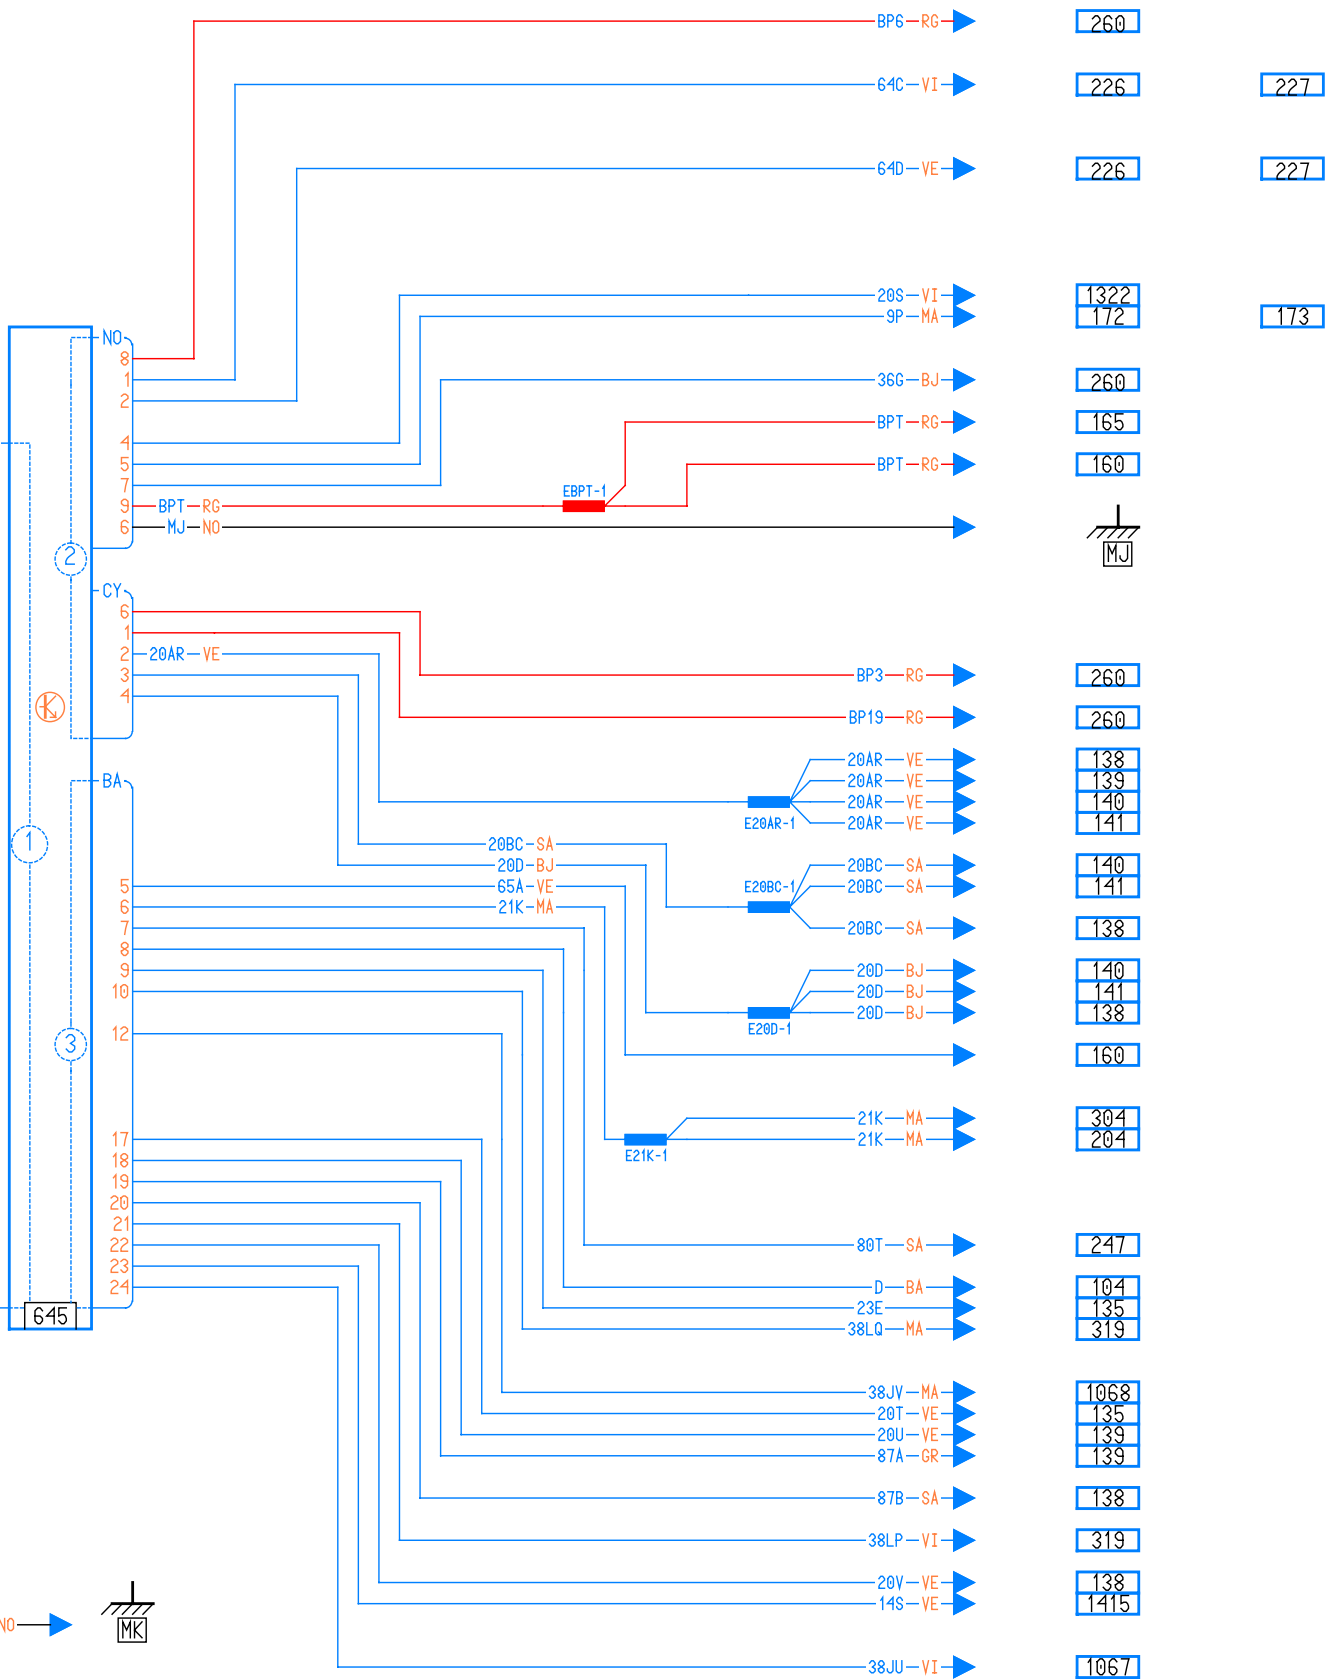 BP6 RG 260
64C VI 226 227
64D VE 226 227
20S VI 1322
9P MA 172 173
NO
8
1
36G BJ 260
2
BPT RG 165
4
5
BPT RG 160
7
EBPT-1
9 BPT RG
6 MJ NO
MJ
2
CY
6
1
2 20AR VE
3
BP3 RG 260
4
K
BP19 RG 260
20AR VE 138
BA
20AR VE 139
20AR VE 140
E20AR-1
20AR VE 141
1
20BC SA
20D BJ
20BC SA 140
5
65A VE
E20BC-1
20BC SA 141
6
21K MA
7
20BC SA 138
8
9
20D BJ 140
10
20D BJ 141
20D BJ 138
E20D-1
12
3
160
21K MA 304
17
21K MA 204
E21K-1
18
19
20
21
22
80T SA 247
23
24
D BA 104
645
23E 135
38LQ MA 319
38JV MA 1068
20T VE 135
20U VE 139
87A GR 139
87B SA 138
38LP VI 319
20V VE 138
14S VE 1415
NO
MK
38JU VI 1067